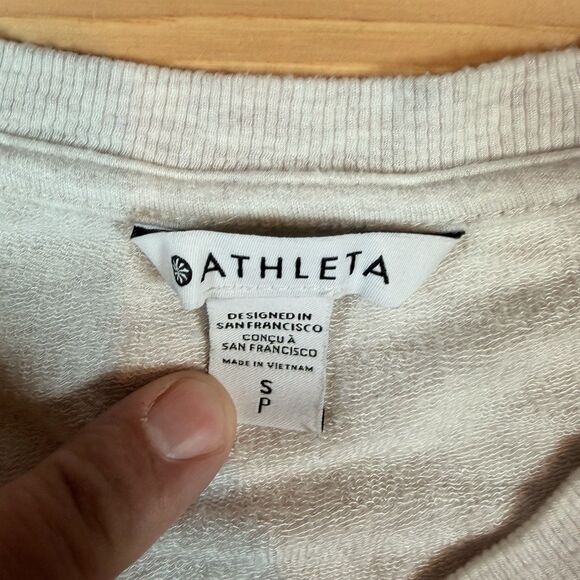 ATHLETA
DESIGNED IN
SAN FRANCISCO
CONÇU À
SAN FRANCISCO
MADE IN VIETNAM
S
P